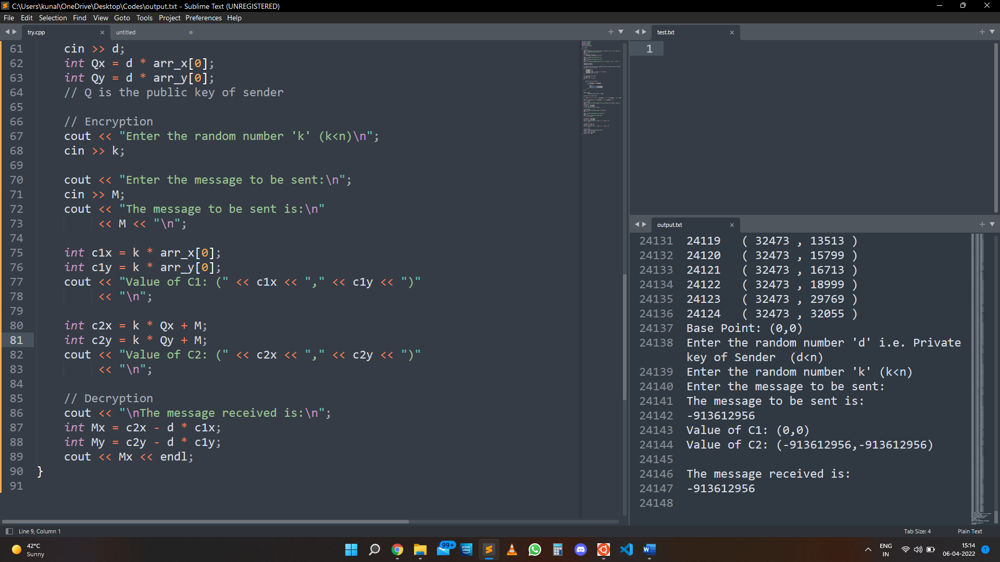 C:\Users\kunal\OneDrive\Desktop\Codes\output.txt - Sublime Text (UNREGISTERED)
File Edit Selection Find View Goto Tools Project Preferences Help
try.cpp
untitled
61 cin >> d;
62 int Qx = d * arr_x[0];
63 int Qy = d * arr_y[0];
64 // Q is the public key of sender
65
66 // Encryption
67 cout << "Enter the random number 'k' (k<n)\n";
68 cin >> k;
69
70 cout << "Enter the message to be sent:\n";
71 cin >> M;
72 cout << "The message to be sent is:\n"
73 << M << "\n";
74
75 int c1x = k * arr_x[0];
76 int c1y = k * arr_y[0];
77 cout << "Value of C1: (" << c1x << "," << c1y << ")"
78 << "\n";
79
80 int c2x = k * Qx + M;
81 int c2y = k * Qy + M;
82 cout << "Value of C2: (" << c2x << "," << c2y << ")"
83 << "\n";
84
85 // Decryption
86 cout << "\nThe message received is:\n";
87 int Mx = c2x - d * c1x;
88 int My = c2y - d * c1y;
89 cout << Mx << endl;
90 }
91
test.txt
1
output.txt
24131 24119 ( 32473 , 13513 )
24132 24120 ( 32473 , 15799 )
24133 24121 ( 32473 , 16713 )
24134 24122 ( 32473 , 18999 )
24135 24123 ( 32473 , 29769 )
24136 24124 ( 32473 , 32055 )
24137 Base Point: (0,0)
24138 Enter the random number 'd' i.e. Private
key of Sender (d<n)
24139 Enter the random number 'k' (k<n)
24140 Enter the message to be sent:
24141 The message to be sent is:
24142 -913612956
24143 Value of C1: (0,0)
24144 Value of C2: (-913612956,-913612956)
24145
24146 The message received is:
24147 -913612956
24148
Line 9, Column 1
Tab Size: 4
Plain Text
42°C
Sunny
99+
prime video
W
ENG
IN
15:14
06-04-2022
1